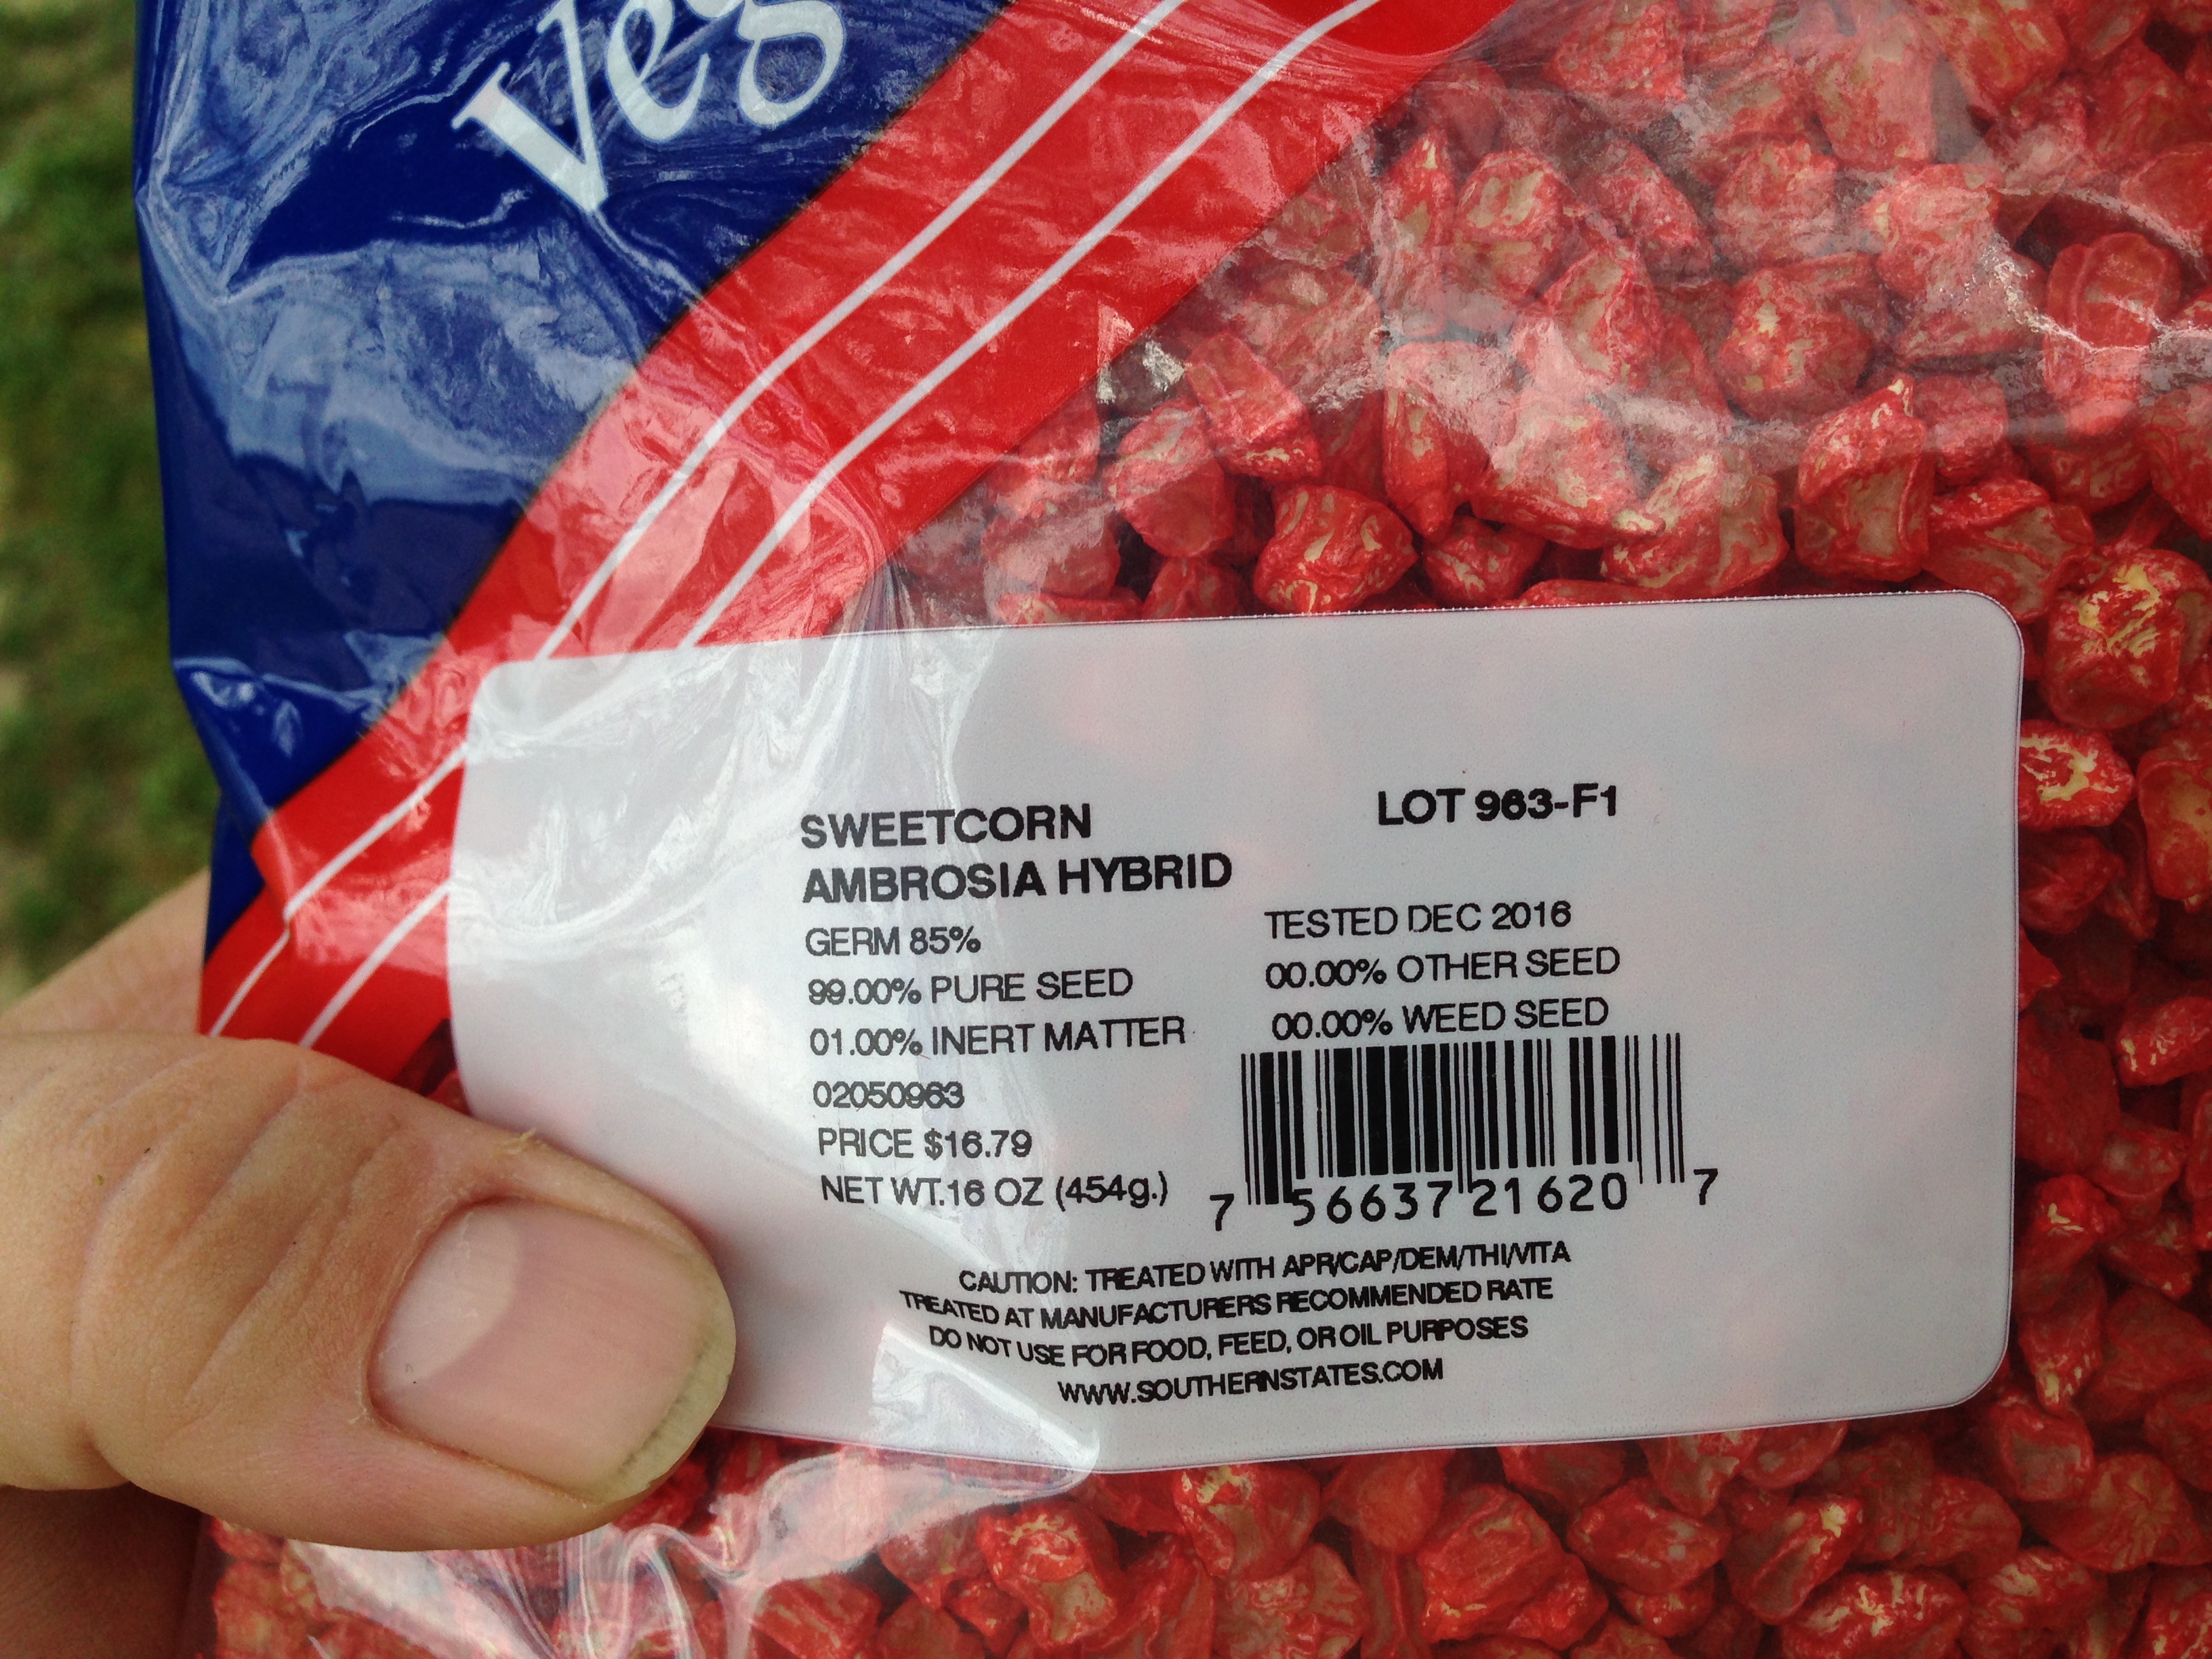 Veg
SWEETCORN
AMBROSIA HYBRID
LOT 963-F1
GERM 85%
TESTED DEC 2016
99.00% PURE SEED
00.00% OTHER SEED
01.00% INERT MATTER
00.00% WEED SEED
02050963
PRICE $16.79
NET WT.16 OZ (454g.)
7 56637 21620 7
CAUTION: TREATED WITH APR/CAP/DEM/THI/VITA
TREATED AT MANUFACTURERS RECOMMENDED RATE
DO NOT USE FOR FOOD, FEED, OR OIL PURPOSES
WWW.SOUTHERNSTATES.COM